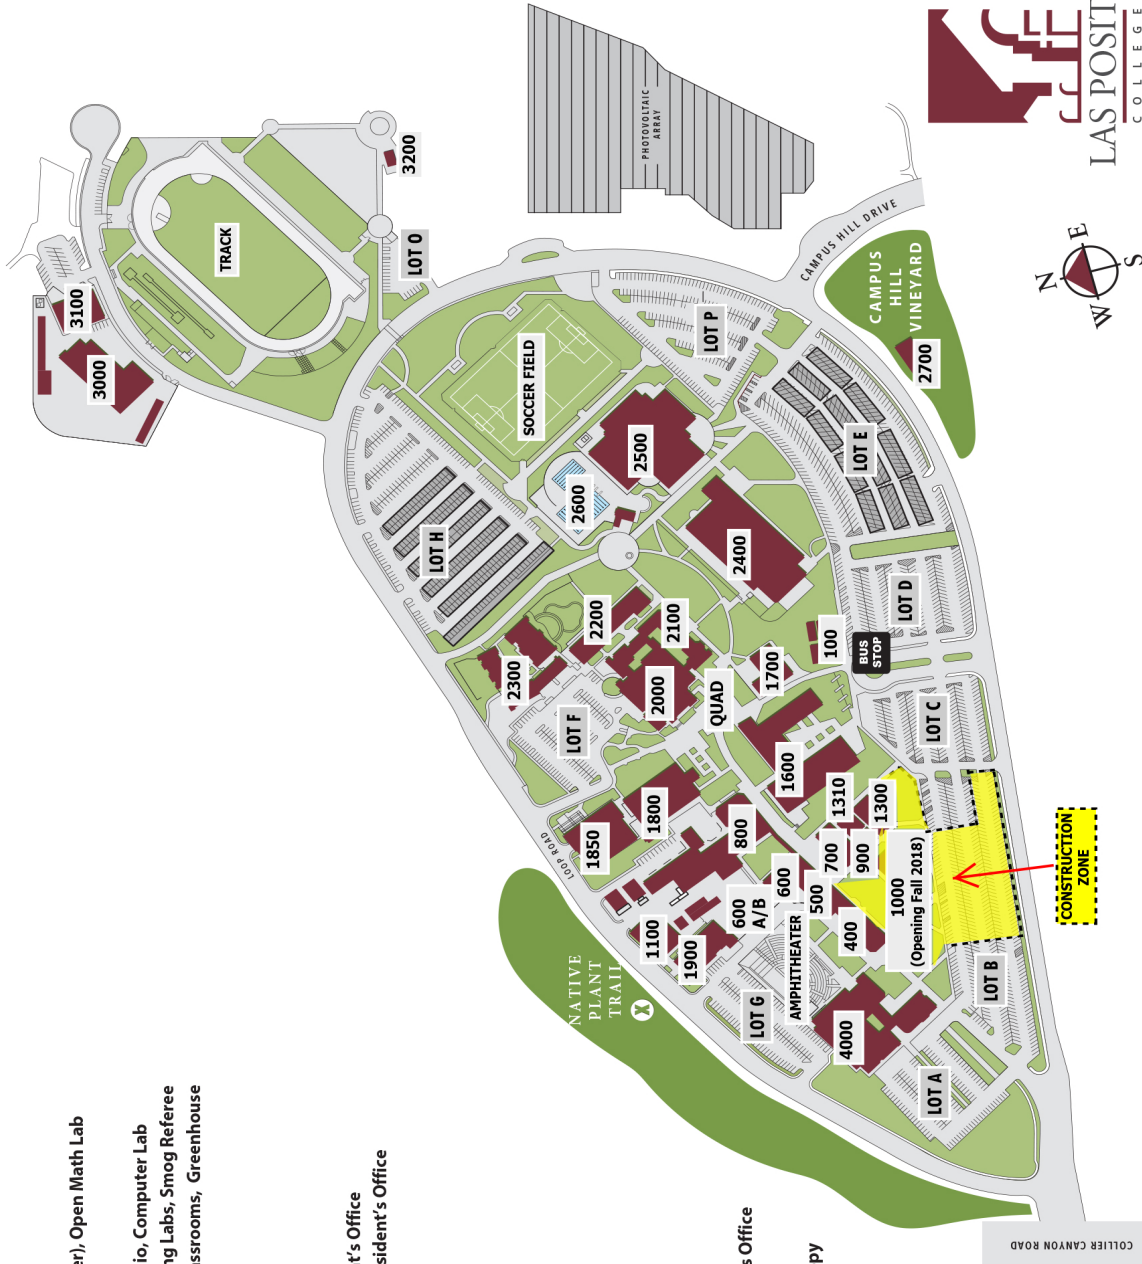 er), Open Math Lab
io, Computer Lab
ng Labs, Smog Referee
assrooms, Greenhouse
t's Office
sident's Office
s Office
py
3100
3000
TRACK
3200
LOT O
PHOTOVOLTAIC
ARRAY
LAS POSIT
COLLEGE
N
E
S
W
CAMPUS HILL DRIVE
CAMPUS
HILL
VINEYARD
2700
LOT P
SOCCER FIELD
2500
2600
LOT H
LOT E
2400
2200
2100
2300
2000
LOT F
QUAD
1700
100
BUS
STOP
LOT D
LOT C
1600
1310
1300
1800
1850
LOOP ROAD
800
700
900
600
500
600
A/B
1000
(Opening Fall 2018)
400
1100
1900
AMPHITHEATER
NATIVE
PLANT
TRAIL
X
LOT G
4000
LOT B
LOT A
CONSTRUCTION
ZONE
COLLIER CANYON ROAD